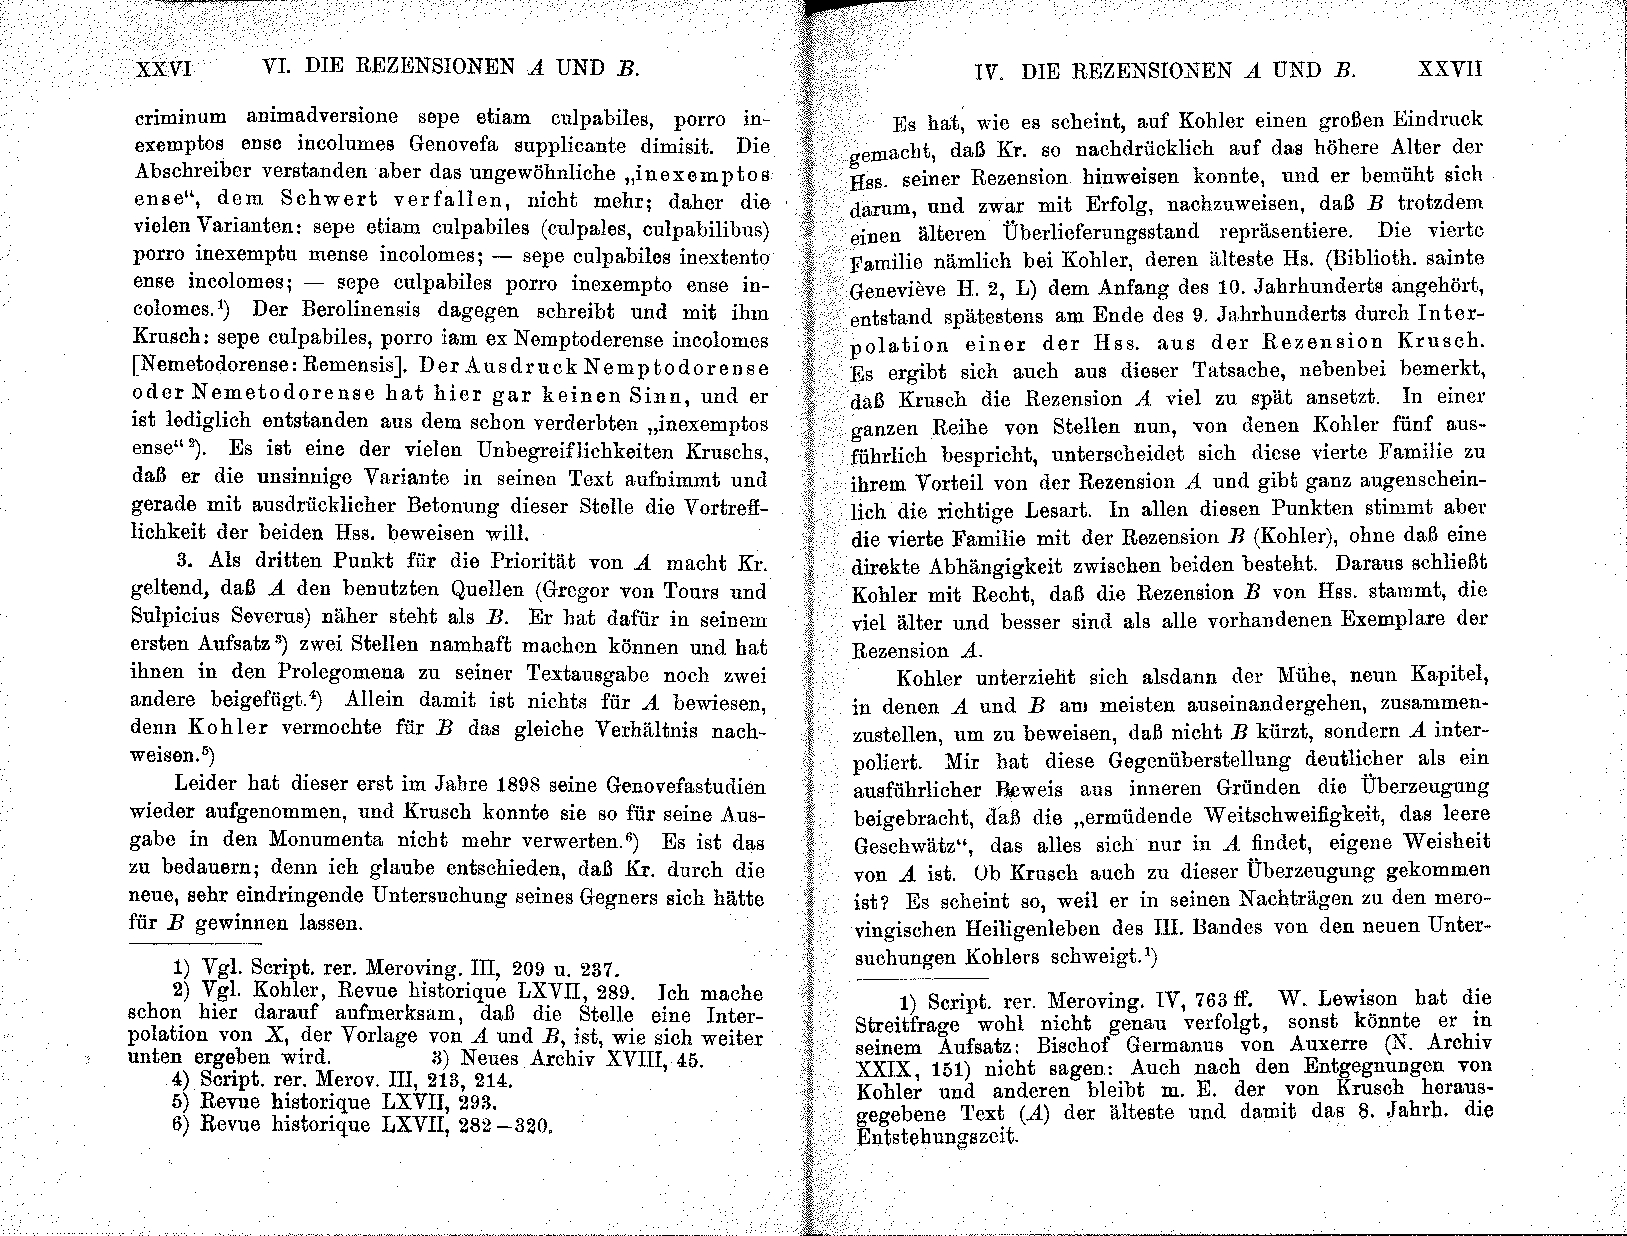 XXVI VI. DIE REZENSIONEN A UND B.
criminum animadversione sepe etiam culpabiles, porro in-
exemptos ense incolumes Genovefa supplicante dimisit. Die
Abschreiber verstanden aber das ungewöhnliche „inexemptos
ense“, dem Schwert verfallen, nicht mehr; daher die
vielen Varianten: sepe etiam culpabiles (culpales, culpabilibus)
porro inexemptu mense incolomes; — sepe culpabiles inextento
ense incolomes; — sepe culpabiles porro inexempto ense in-
colomes.¹) Der Berolinensis dagegen schreibt und mit ihm
Krusch: sepe culpabiles, porro iam ex Nemptoderense incolomes
[Nemetodorense: Remensis]. Der Ausdruck Nemptodorense
oder Nemetodorense hat hier gar keinen Sinn, und er
ist lediglich entstanden aus dem schon verderbten „inexemptos
ense“²). Es ist eine der vielen Unbegreiflichkeiten Kruschs,
daß er die unsinnige Variante in seinen Text aufnimmt und
gerade mit ausdrücklicher Betonung dieser Stelle die Vortreff-
lichkeit der beiden Hss. beweisen will.
3. Als dritten Punkt für die Priorität von A macht Kr.
geltend, daß A den benutzten Quellen (Gregor von Tours und
Sulpicius Severus) näher steht als B. Er hat dafür in seinem
ersten Aufsatz³) zwei Stellen namhaft machen können und hat
ihnen in den Prolegomena zu seiner Textausgabe noch zwei
andere beigefügt.⁴) Allein damit ist nichts für A bewiesen,
denn Kohler vermochte für B das gleiche Verhältnis nach-
weisen.⁵)
Leider hat dieser erst im Jahre 1898 seine Genovefastudien
wieder aufgenommen, und Krusch konnte sie so für seine Aus-
gabe in den Monumenta nicht mehr verwerten.⁶) Es ist das
zu bedauern; denn ich glaube entschieden, daß Kr. durch die
neue, sehr eindringende Untersuchung seines Gegners sich hätte
für B gewinnen lassen.
1) Vgl. Script. rer. Meroving. III, 209 u. 237.
2) Vgl. Kohler, Revue historique LXVII, 289. Ich mache
schon hier darauf aufmerksam, daß die Stelle eine Inter-
polation von X, der Vorlage von A und B, ist, wie sich weiter
unten ergeben wird. 3) Neues Archiv XVIII, 45.
4) Script. rer. Merov. III, 213, 214.
5) Revue historique LXVII, 293.
6) Revue historique LXVII, 282–320.
IV. DIE REZENSIONEN A UND B. XXVII
Es hat, wie es scheint, auf Kohler einen großen Eindruck
gemacht, daß Kr. so nachdrücklich auf das höhere Alter der
Hss. seiner Rezension hinweisen konnte, und er bemüht sich
darum, und zwar mit Erfolg, nachzuweisen, daß B trotzdem
einen älteren Überlieferungsstand repräsentiere. Die vierte
Familie nämlich bei Kohler, deren älteste Hs. (Biblioth. sainte
Geneviève H. 2, L) dem Anfang des 10. Jahrhunderts angehört,
entstand spätestens am Ende des 9. Jahrhunderts durch Inter-
polation einer der Hss. aus der Rezension Krusch.
Es ergibt sich auch aus dieser Tatsache, nebenbei bemerkt,
daß Krusch die Rezension A viel zu spät ansetzt. In einer
ganzen Reihe von Stellen nun, von denen Kohler fünf aus-
führlich bespricht, unterscheidet sich diese vierte Familie zu
ihrem Vorteil von der Rezension A und gibt ganz augenschein-
lich die richtige Lesart. In allen diesen Punkten stimmt aber
die vierte Familie mit der Rezension B (Kohler), ohne daß eine
direkte Abhängigkeit zwischen beiden besteht. Daraus schließt
Kohler mit Recht, daß die Rezension B von Hss. stammt, die
viel älter und besser sind als alle vorhandenen Exemplare der
Rezension A.
Kohler unterzieht sich alsdann der Mühe, neun Kapitel,
in denen A und B am meisten auseinandergehen, zusammen-
zustellen, um zu beweisen, daß nicht B kürzt, sondern A inter-
poliert. Mir hat diese Gegenüberstellung deutlicher als ein
ausführlicher Beweis aus inneren Gründen die Überzeugung
beigebracht, daß die „ermüdende Weitschweifigkeit, das leere
Geschwätz“, das alles sich nur in A findet, eigene Weisheit
von A ist. Ob Krusch auch zu dieser Überzeugung gekommen
ist? Es scheint so, weil er in seinen Nachträgen zu den mero-
vingischen Heiligenleben des III. Bandes von den neuen Unter-
suchungen Kohlers schweigt.¹)
1) Script. rer. Meroving. IV, 763 ff. W. Lewison hat die
Streitfrage wohl nicht genau verfolgt, sonst könnte er in
seinem Aufsatz: Bischof Germanus von Auxerre (N. Archiv
XXIX, 151) nicht sagen: Auch nach den Entgegnungen von
Kohler und anderen bleibt m. E. der von Krusch heraus-
gegebene Text (A) der älteste und damit das 8. Jahrh. die
Entstehungszeit.